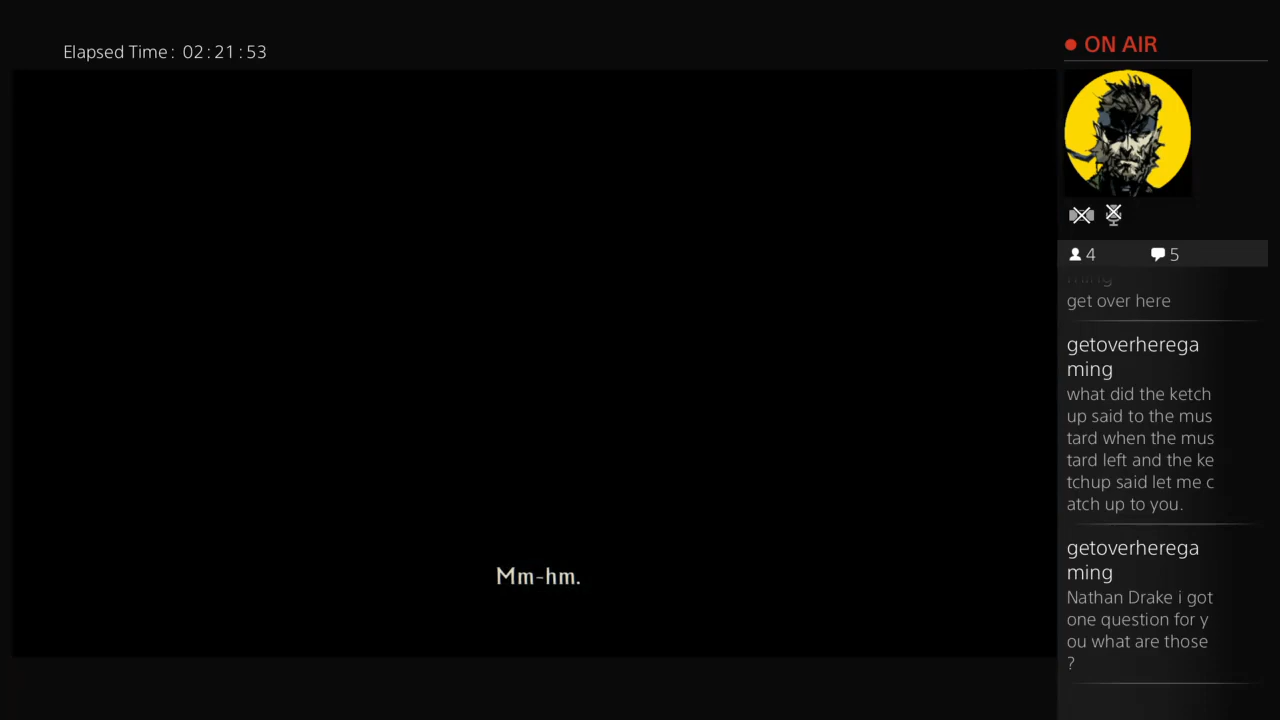 Elapsed Time: 02:21:53
ON AIR
4 5
ming
get over here
getoverherega
ming
what did the ketch
up said to the mus
tard when the mus
tard left and the ke
tchup said let me c
atch up to you.
getoverherega
ming
Nathan Drake i got
one question for y
ou what are those
?
Mm-hm.